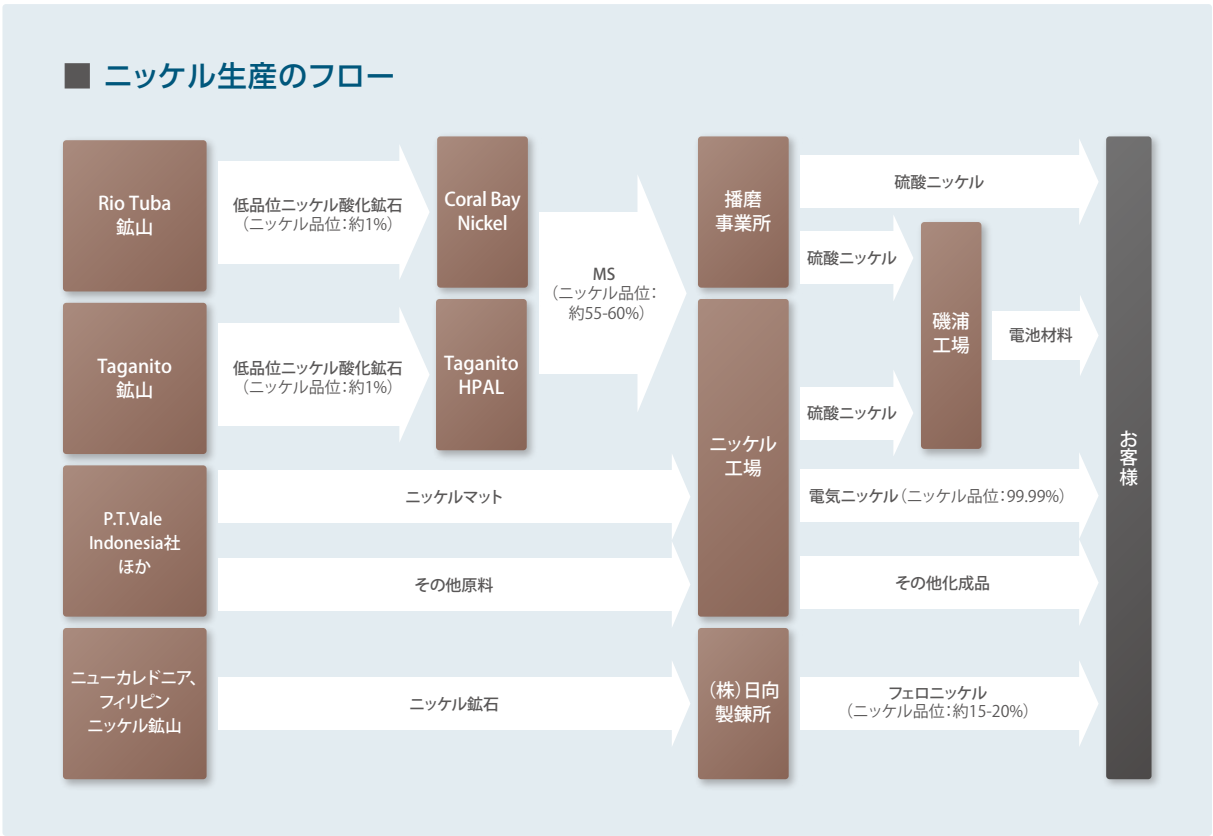 ■ ニッケル生産のフロー
Rio Tuba
鉱山
低品位ニッケル酸化鉱石
（ニッケル品位：約1%）
Coral Bay
Nickel
Taganito
鉱山
低品位ニッケル酸化鉱石
（ニッケル品位：約1%）
Taganito
HPAL
MS
（ニッケル品位：
約55-60%）
播磨
事業所
硫酸ニッケル
硫酸ニッケル
磯浦
工場
電池材料
硫酸ニッケル
P.T.Vale
Indonesia社
ほか
ニッケルマット
その他原料
ニッケル
工場
電気ニッケル（ニッケル品位：99.99%）
その他化成品
ニューカレドニア、
フィリピン
ニッケル鉱山
ニッケル鉱石
（株）日向
製錬所
フェロニッケル
（ニッケル品位：約15-20%）
お客様